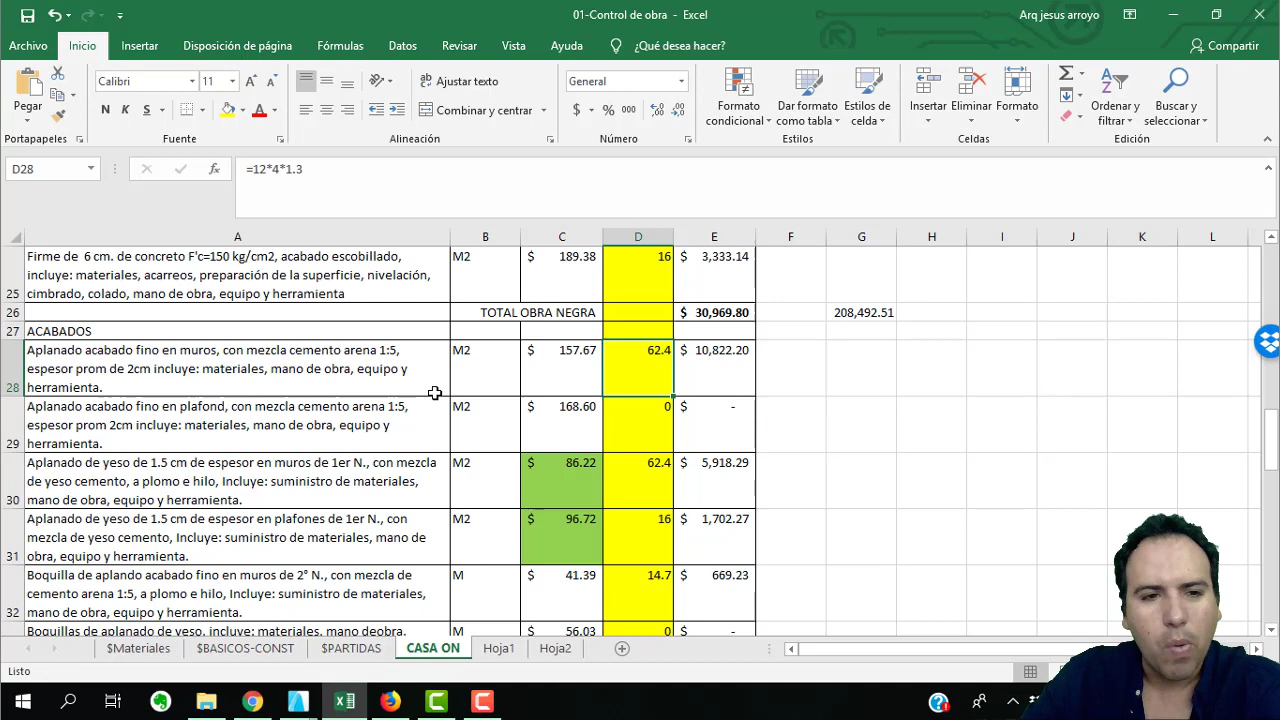 01-Control de obra - Excel
Arq jesus arroyo
Archivo Inicio Insertar Disposición de página Fórmulas Datos Revisar Vista Ayuda ¿Qué desea hacer? Compartir
Pegar
Calibri 11
N K S
Ajustar texto
Combinar y centrar
General
$ % 000
Formato condicional
Dar formato como tabla
Estilos de celda
Insertar Eliminar Formato
Ordenar y filtrar
Buscar y seleccionar
Portapapeles Fuente Alineación Número Estilos Celdas Edición
D28 fx =12*4*1.3
A B C D E F G H I J K L
Firme de 6 cm. de concreto F'c=150 kg/cm2, acabado escobillado, M2 $ 189.38 16 $ 3,333.14
incluye: materiales, acarreos, preparación de la superficie, nivelación,
25 cimbrado, colado, mano de obra, equipo y herramienta
26 TOTAL OBRA NEGRA $ 30,969.80 208,492.51
27 ACABADOS
Aplanado acabado fino en muros, con mezcla cemento arena 1:5, M2 $ 157.67 62.4 $ 10,822.20
espesor prom de 2cm incluye: materiales, mano de obra, equipo y
28 herramienta.
Aplanado acabado fino en plafond, con mezcla cemento arena 1:5, M2 $ 168.60 0 $ -
espesor prom 2cm incluye: materiales, mano de obra, equipo y
29 herramienta.
Aplanado de yeso de 1.5 cm de espesor en muros de 1er N., con mezcla M2 $ 86.22 62.4 $ 5,918.29
de yeso cemento, a plomo e hilo, Incluye: suministro de materiales,
30 mano de obra, equipo y herramienta.
Aplanado de yeso de 1.5 cm de espesor en plafones de 1er N., con M2 $ 96.72 16 $ 1,702.27
mezcla de yeso cemento, Incluye: suministro de materiales, mano de
31 obra, equipo y herramienta.
Boquilla de aplando acabado fino en muros de 2° N., con mezcla de M $ 41.39 14.7 $ 669.23
cemento arena 1:5, a plomo e hilo, Incluye: suministro de materiales,
32 mano de obra, equipo y herramienta.
Boquillas de aplanado de yeso, incluye: materiales, mano deobra, M $ 56.03 0 $ -
$Materiales $BASICOS-CONST $PARTIDAS CASA ON Hoja1 Hoja2
Listo